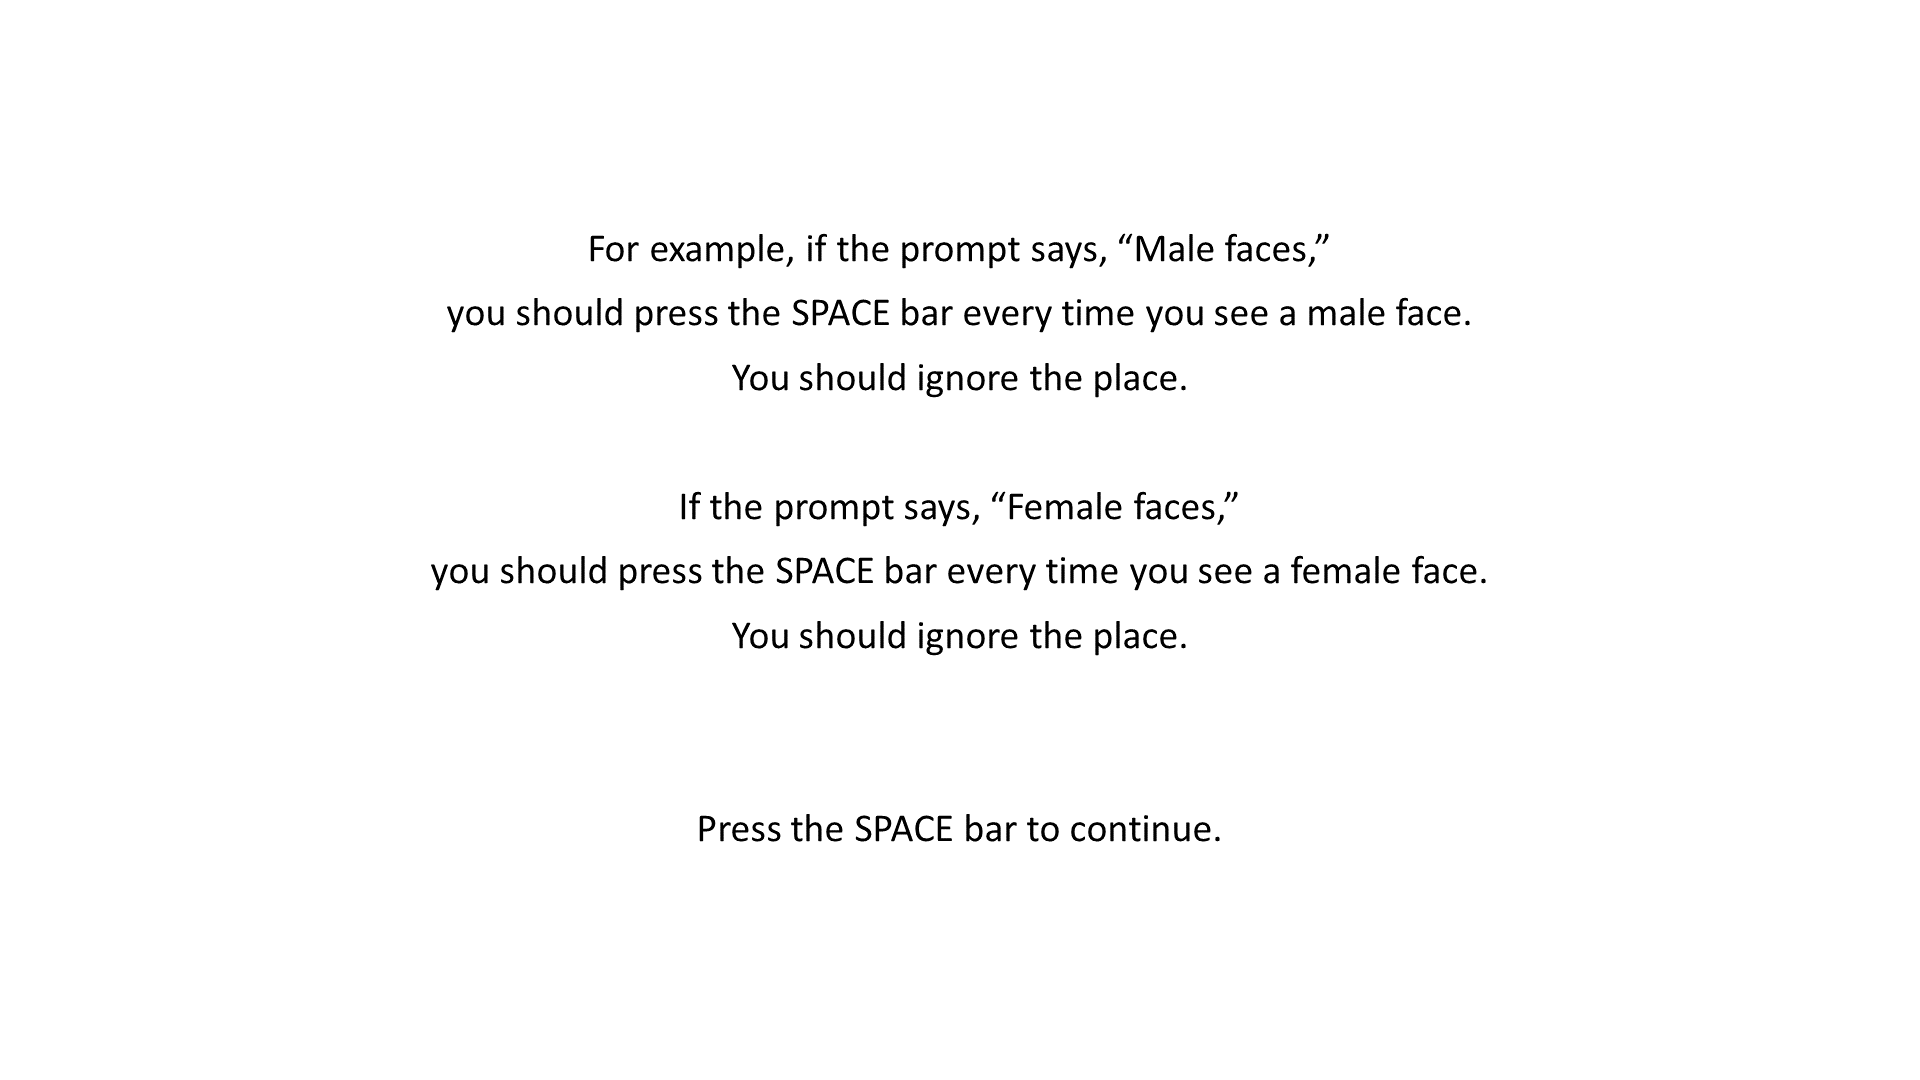 For example, if the prompt says, “Male faces,”
you should press the SPACE bar every time you see a male face.
You should ignore the place.
If the prompt says, “Female faces,”
you should press the SPACE bar every time you see a female face.
You should ignore the place.
Press the SPACE bar to continue.